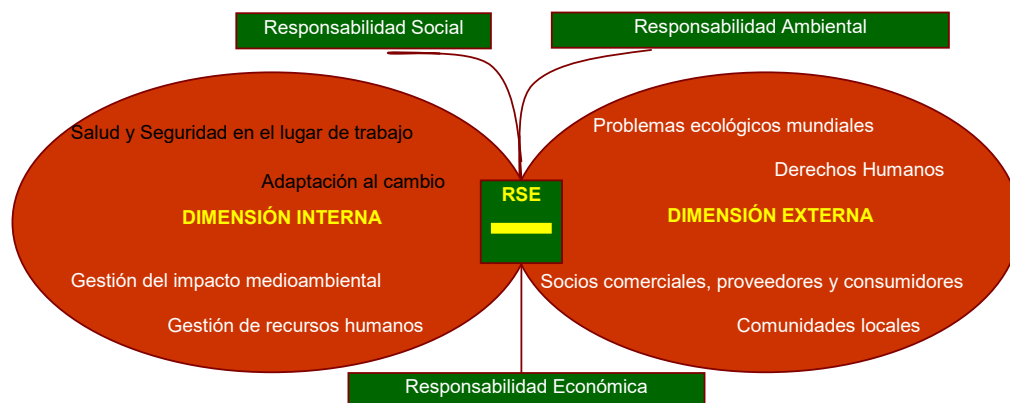 Responsabilidad Social
Responsabilidad Ambiental
Salud y Seguridad en el lugar de trabajo
Adaptación al cambio
DIMENSIÓN INTERNA
Gestión del impacto medioambiental
Gestión de recursos humanos
RSE
Problemas ecológicos mundiales
Derechos Humanos
DIMENSIÓN EXTERNA
Socios comerciales, proveedores y consumidores
Comunidades locales
Responsabilidad Económica